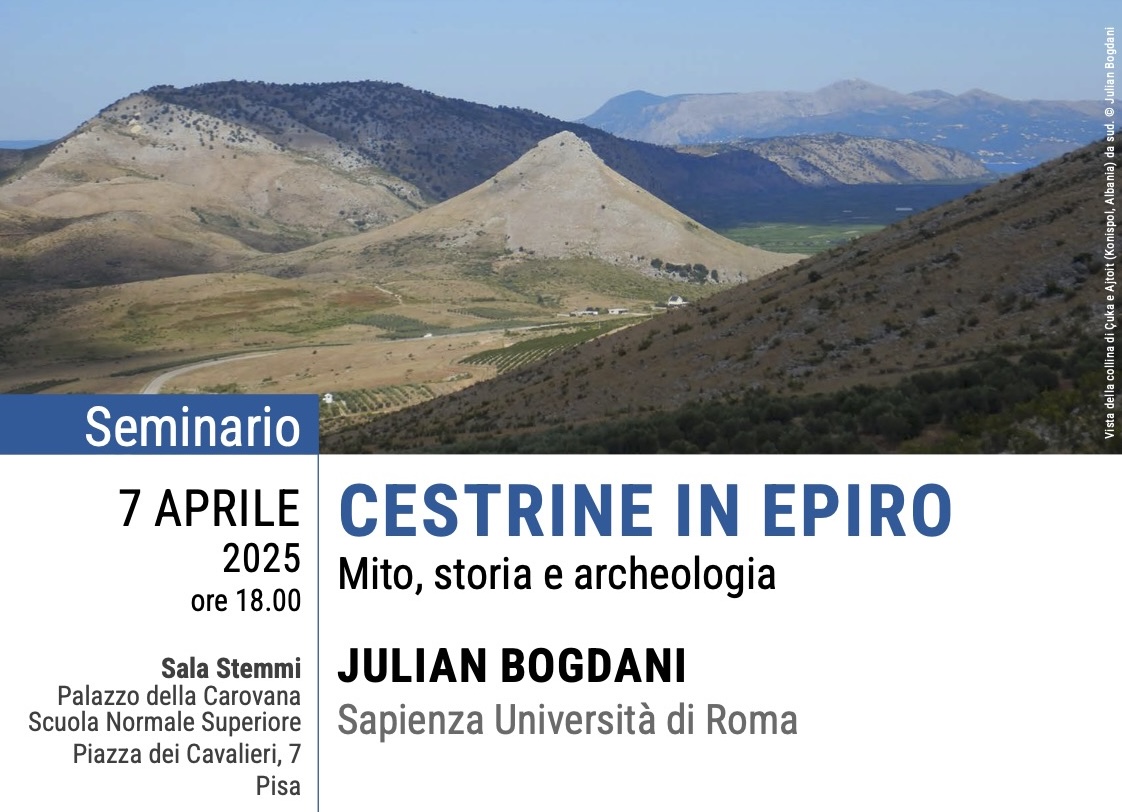 Vista della collina di Çuka e Ajtoit (Konispol, Albania) da sud. © Julian Bogdani
Seminario
7 APRILE
2025
ore 18.00
Sala Stemmi
Palazzo della Carovana
Scuola Normale Superiore
Piazza dei Cavalieri, 7
Pisa
CESTRINE IN EPIRO
Mito, storia e archeologia
JULIAN BOGDANI
Sapienza Università di Roma